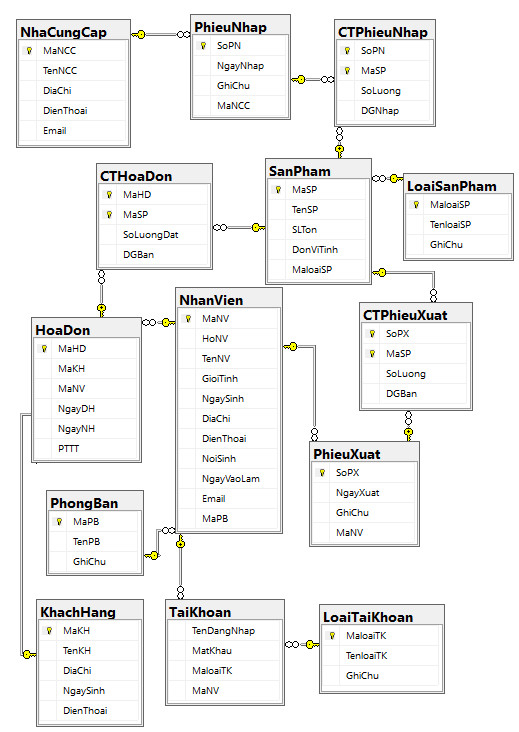 NhaCungCap
MaNCC
TenNCC
DiaChi
DienThoai
Email
PhieuNhap
SoPN
NgayNhap
GhiChu
MaNCC
CTPhieuNhap
SoPN
MaSP
SoLuong
DGNhap
CTHoaDon
MaHD
MaSP
SoLuongDat
DGBan
SanPham
MaSP
TenSP
SLTon
DonViTinh
MaloaiSP
LoaiSanPham
MaloaiSP
TenloaiSP
GhiChu
HoaDon
MaHD
MaKH
MaNV
NgayDH
NgayNH
PTTT
NhanVien
MaNV
HoNV
TenNV
GioiTinh
NgaySinh
DiaChi
DienThoai
NoiSinh
NgayVaoLam
Email
MaPB
CTPhieuXuat
SoPX
MaSP
SoLuong
DGBan
PhieuXuat
SoPX
NgayXuat
GhiChu
MaNV
PhongBan
MaPB
TenPB
GhiChu
KhachHang
MaKH
TenKH
DiaChi
NgaySinh
DienThoai
TaiKhoan
TenDangNhap
MatKhau
MaloaiTK
MaNV
LoaiTaiKhoan
MaloaiTK
TenloaiTK
GhiChu